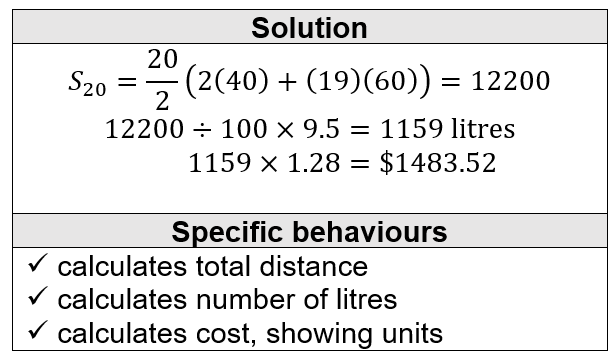 Solution
S₂₀ = 20/2 (2(40) + (19)(60)) = 12200
12200 ÷ 100 × 9.5 = 1159 litres
1159 × 1.28 = $1483.52
Specific behaviours
✓ calculates total distance
✓ calculates number of litres
✓ calculates cost, showing units